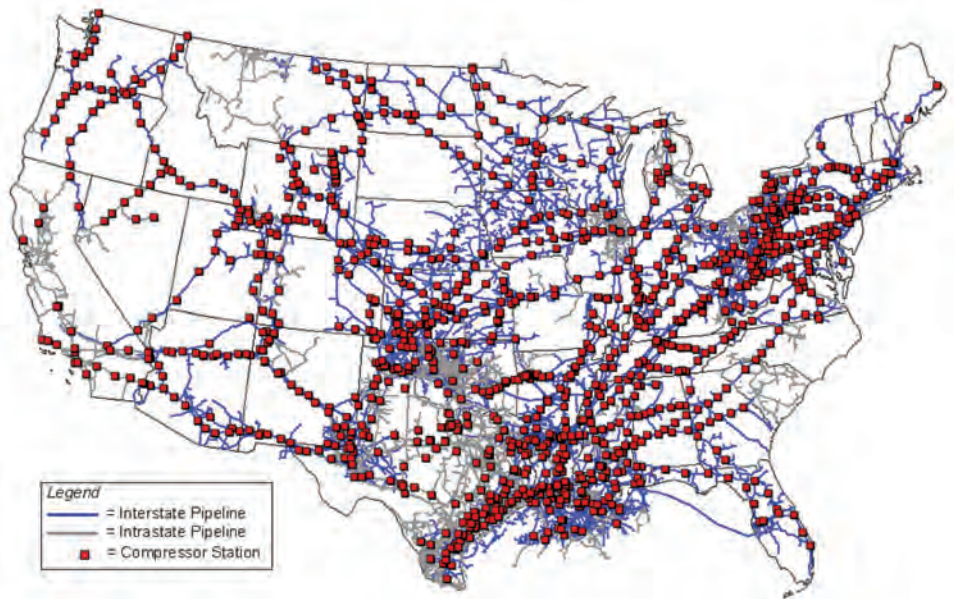 Legend
= Interstate Pipeline
= Intrastate Pipeline
= Compressor Station